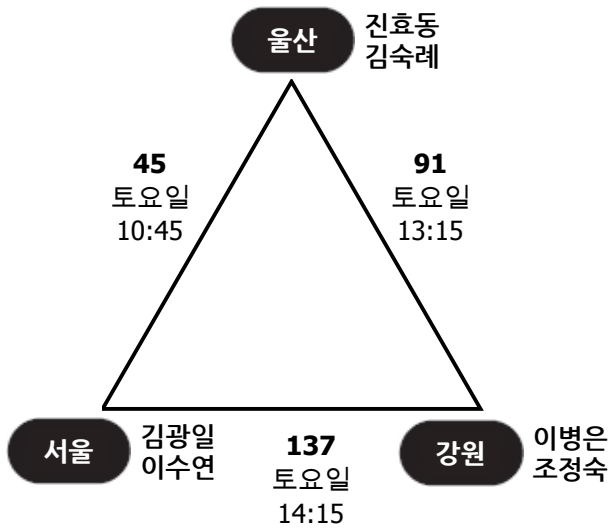 울산
진효동
김숙례
45
토요일
10:45
91
토요일
13:15
서울
김광일
이수연
137
토요일
14:15
강원
이병은
조정숙